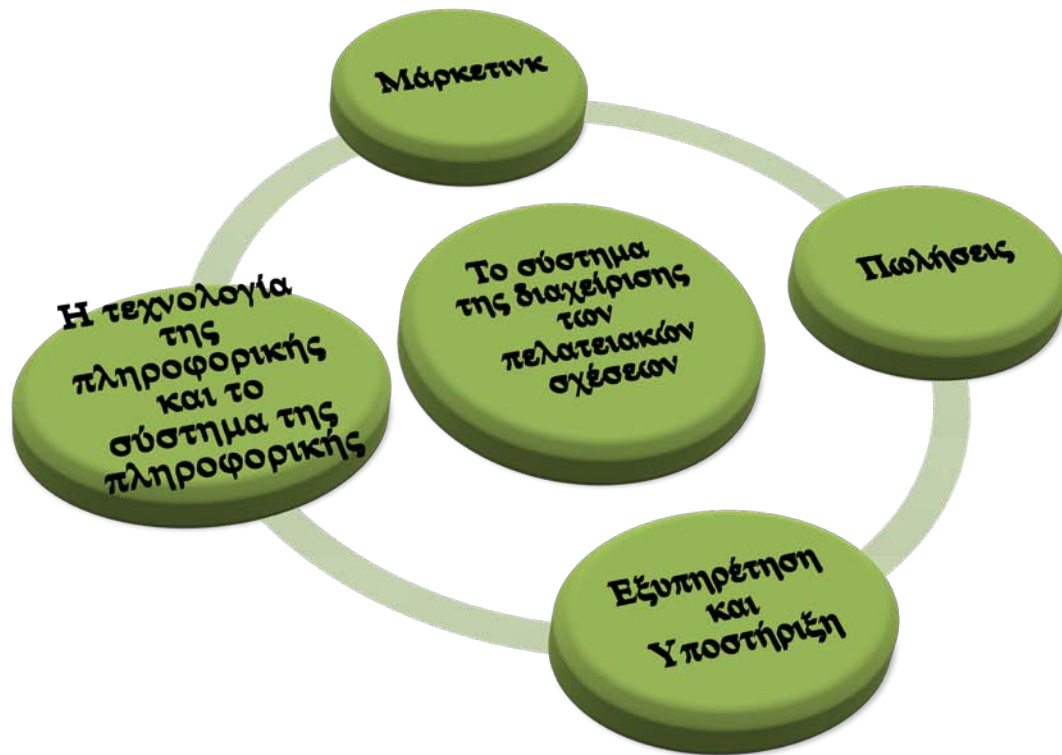 Μάρκετινκ
Πωλήσεις
Το σύστημα
της διαχείρισης
των
πελατειακών
σχέσεων
Η τεχνολογία
της
πληροφορικής
και το
σύστημα της
πληροφορικής
Εξυπηρέτηση
και
Υποστήριξη